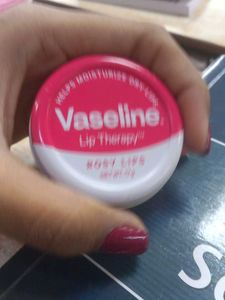 HELPS MOISTURISE DRY LIPS
Vaseline
Lip Therapy
ROSY LIPS